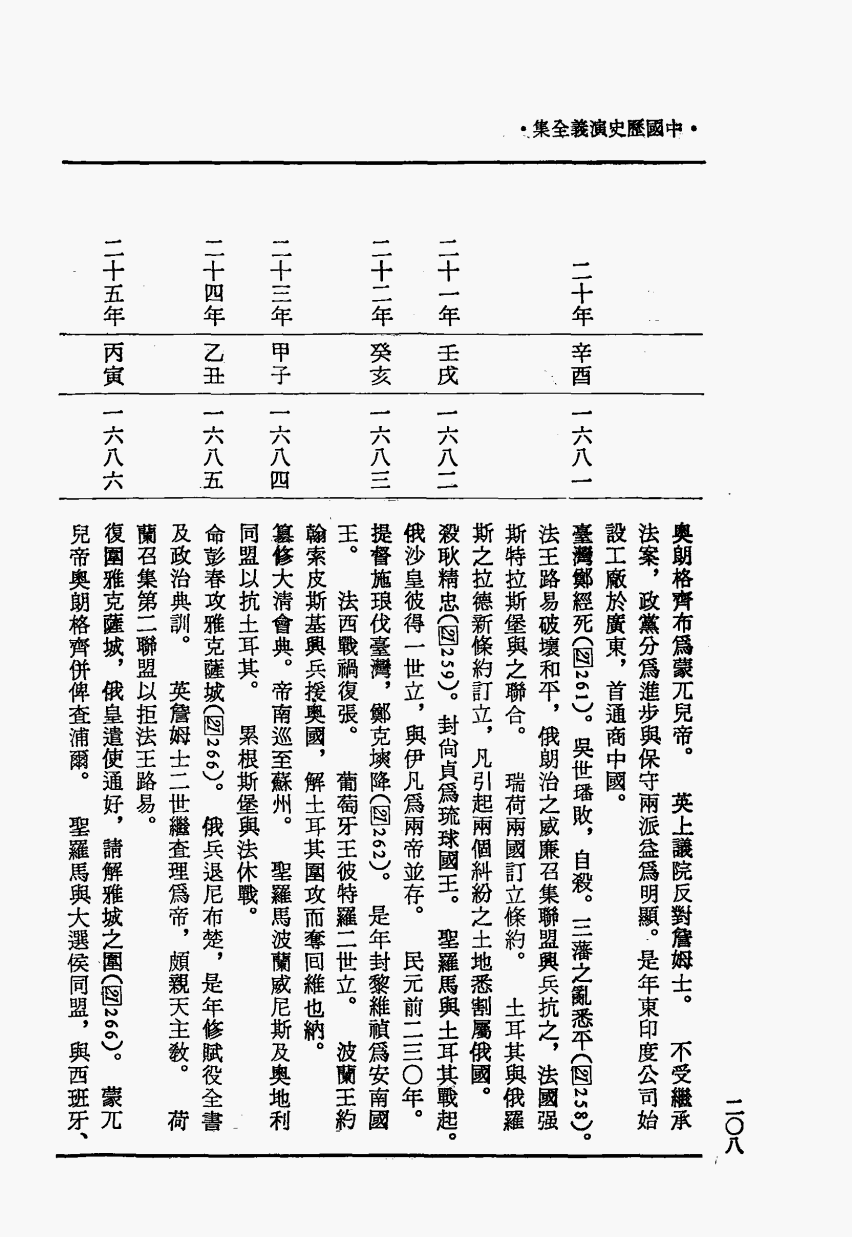 •中國歷史演義全集•
奧朗格齊布爲蒙兀兒帝。 英上議院反對詹姆士。 不受繼承
法案，政黨分爲進步與保守兩派益爲明顯。是年東印度公司始
設工廠於廣東，首通商中國。
二十年 辛酉 一六八一 臺灣鄭經死(清261)。吳世璠敗，自殺。三藩之亂悉平(清258)。
法王路易破壞和平，俄朗治之威廉召集聯盟興兵抗之，法國强
斯特拉斯堡與之聯合。 瑞荷兩國訂立條約。 土耳其與俄羅
斯之拉德新條約訂立，凡引起兩個糾紛之土地悉割屬俄國。
二十一年 壬戌 一六八二 殺耿精忠(清259)。封尙貞爲琉球國王。 聖羅馬與土耳其戰起。
俄沙皇彼得一世立，與伊凡爲兩帝並存。 民元前二三〇年。
二十二年 癸亥 一六八三 提督施琅伐臺灣，鄭克塽降(清262)。 是年封黎維禎爲安南國
王。 法西戰禍復張。 葡萄牙王彼特羅二世立。 波蘭王約
翰索皮斯基興兵援奧國，解土耳其圍攻而奪回維也納。
二十三年 甲子 一六八四 纂修大淸會典。帝南巡至蘇州。 聖羅馬波蘭威尼斯及奧地利
同盟以抗土耳其。 累根斯堡與法休戰。
二十四年 乙丑 一六八五 命彭春攻雅克薩城(清266)。 俄兵退尼布楚，是年修賦役全書
及政治典訓。 英詹姆士二世繼查理爲帝，頗親天主敎。 荷
蘭召集第二聯盟以拒法王路易。
二十五年 丙寅 一六八六 復圍雅克薩城，俄皇遣使通好，請解雅城之圍(清266)。 蒙兀
兒帝奧朗格齊併俾查浦爾。 聖羅馬與大選侯同盟，與西班牙、
二〇八